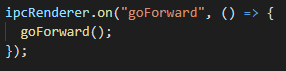 ipcRenderer.on("goForward", () => {
  goForward();
});